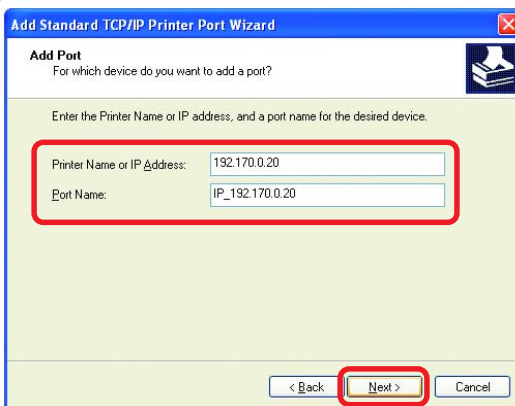 Add Standard TCP/IP Printer Port Wizard
Add Port
For which device do you want to add a port?
Enter the Printer Name or IP address, and a port name for the desired device.
Printer Name or IP Address: 192.170.0.20
Port Name: IP_192.170.0.20
< Back Next > Cancel